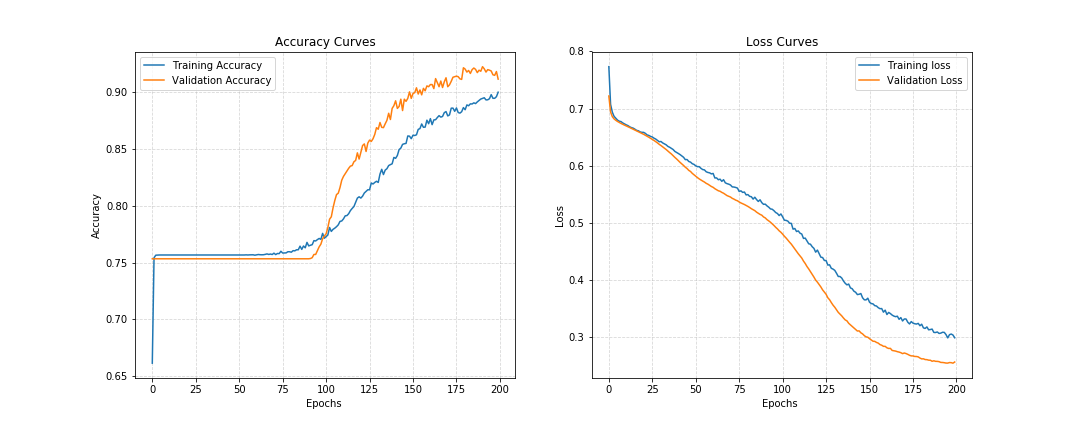 Accuracy Curves
Training Accuracy
Validation Accuracy
0.90
0.85
0.80
0.75
0.70
0.65
Accuracy
0 25 50 75 100 125 150 175 200
Epochs
Loss Curves
Training loss
Validation Loss
0.8
0.7
0.6
0.5
0.4
0.3
Loss
0 25 50 75 100 125 150 175 200
Epochs